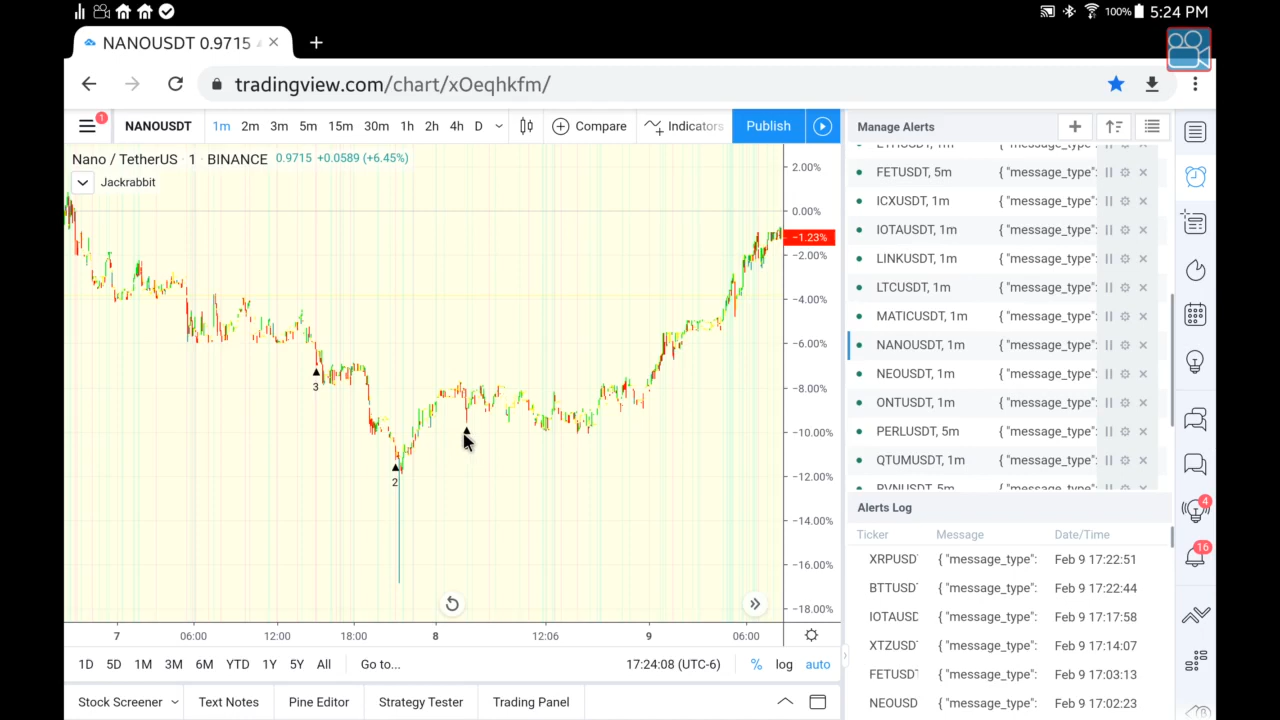 100% 5:24 PM
NANOUSDT 0.9715
tradingview.com/chart/xOeqhkfm/
1
NANOUSDT 1m 2m 3m 5m 15m 30m 1h 2h 4h D Compare Indicators Publish
Nano / TetherUS · 1 · BINANCE 0.9715 +0.0589 (+6.45%)
Jackrabbit
2.00%
0.00%
−1.23%
−2.00%
−4.00%
−6.00%
−8.00%
−10.00%
−12.00%
−14.00%
−16.00%
−18.00%
3
2
7 06:00 12:00 18:00 8 12:06 9 06:00
1D 5D 1M 3M 6M YTD 1Y 5Y All Go to... 17:24:08 (UTC-6) % log auto
Stock Screener Text Notes Pine Editor Strategy Tester Trading Panel
Manage Alerts
FETUSDT, 5m { "message_type":
ICXUSDT, 1m { "message_type":
IOTAUSDT, 1m { "message_type":
LINKUSDT, 1m { "message_type":
LTCUSDT, 1m { "message_type":
MATICUSDT, 1m { "message_type":
NANOUSDT, 1m { "message_type":
NEOUSDT, 1m { "message_type":
ONTUSDT, 1m { "message_type":
PERLUSDT, 5m { "message_type":
QTUMUSDT, 1m { "message_type":
Alerts Log
Ticker Message Date/Time
XRPUSD { "message_type": Feb 9 17:22:51
BTTUSD { "message_type": Feb 9 17:22:44
IOTAUSD { "message_type": Feb 9 17:17:58
XTZUSD { "message_type": Feb 9 17:14:07
FETUSD { "message_type": Feb 9 17:03:13
NEOUSD { "message_type": Feb 9 17:02:23
4
16